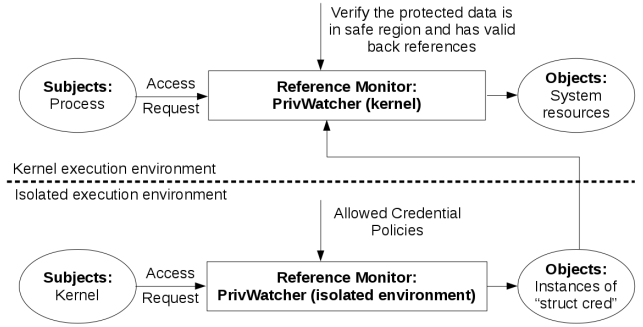 Verify the protected data is
in safe region and has valid
back references
Subjects:
Process
Access
Request
Reference Monitor:
PrivWatcher (kernel)
Objects:
System
resources
Kernel execution environment
Isolated execution environment
Allowed Credential
Policies
Subjects:
Kernel
Access
Request
Reference Monitor:
PrivWatcher (isolated environment)
Objects:
Instances of
“struct cred”